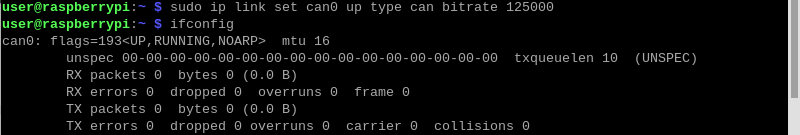 user@raspberrypi:~ $ sudo ip link set can0 up type can bitrate 125000
user@raspberrypi:~ $ ifconfig
can0: flags=193<UP,RUNNING,NOARP>  mtu 16
        unspec 00-00-00-00-00-00-00-00-00-00-00-00-00-00-00-00  txqueuelen 10  (UNSPEC)
        RX packets 0  bytes 0 (0.0 B)
        RX errors 0  dropped 0  overruns 0  frame 0
        TX packets 0  bytes 0 (0.0 B)
        TX errors 0  dropped 0 overruns 0  carrier 0  collisions 0